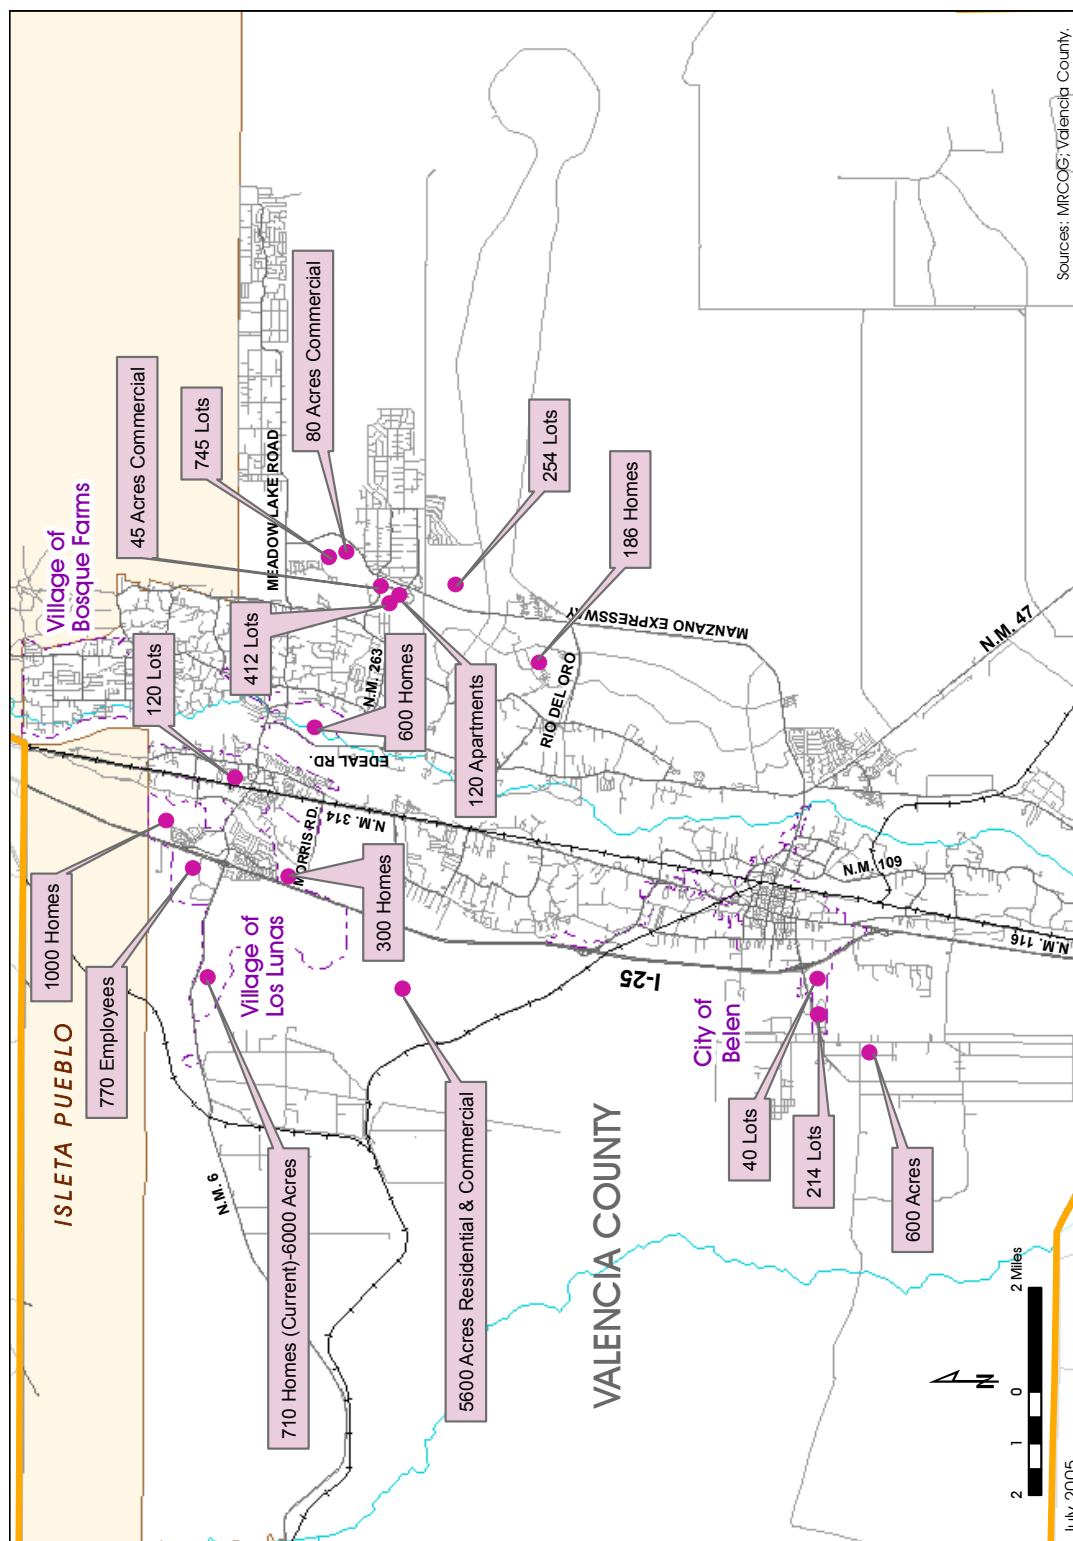 ISLETA PUEBLO
1000 Homes
770 Employees
120 Lots
Village of
Bosque Farms
45 Acres Commercial
745 Lots
MEADOW LAKE ROAD
80 Acres Commercial
412 Lots
N.M. 263
600 Homes
EDEAL RD.
120 Apartments
254 Lots
186 Homes
MANZANO EXPRESSWAY
RIO DEL ORO
N.M. 47
N.M. 314
MORRIS RD.
300 Homes
Village of
Los Lunas
N.M. 6
710 Homes (Current)-6000 Acres
5600 Acres Residential & Commercial
VALENCIA COUNTY
I-25
City of
Belen
N.M. 109
N.M. 116
40 Lots
214 Lots
600 Acres
N
2 1 0 2 Miles
July 2005
Sources: MRCOG; Valencia County.